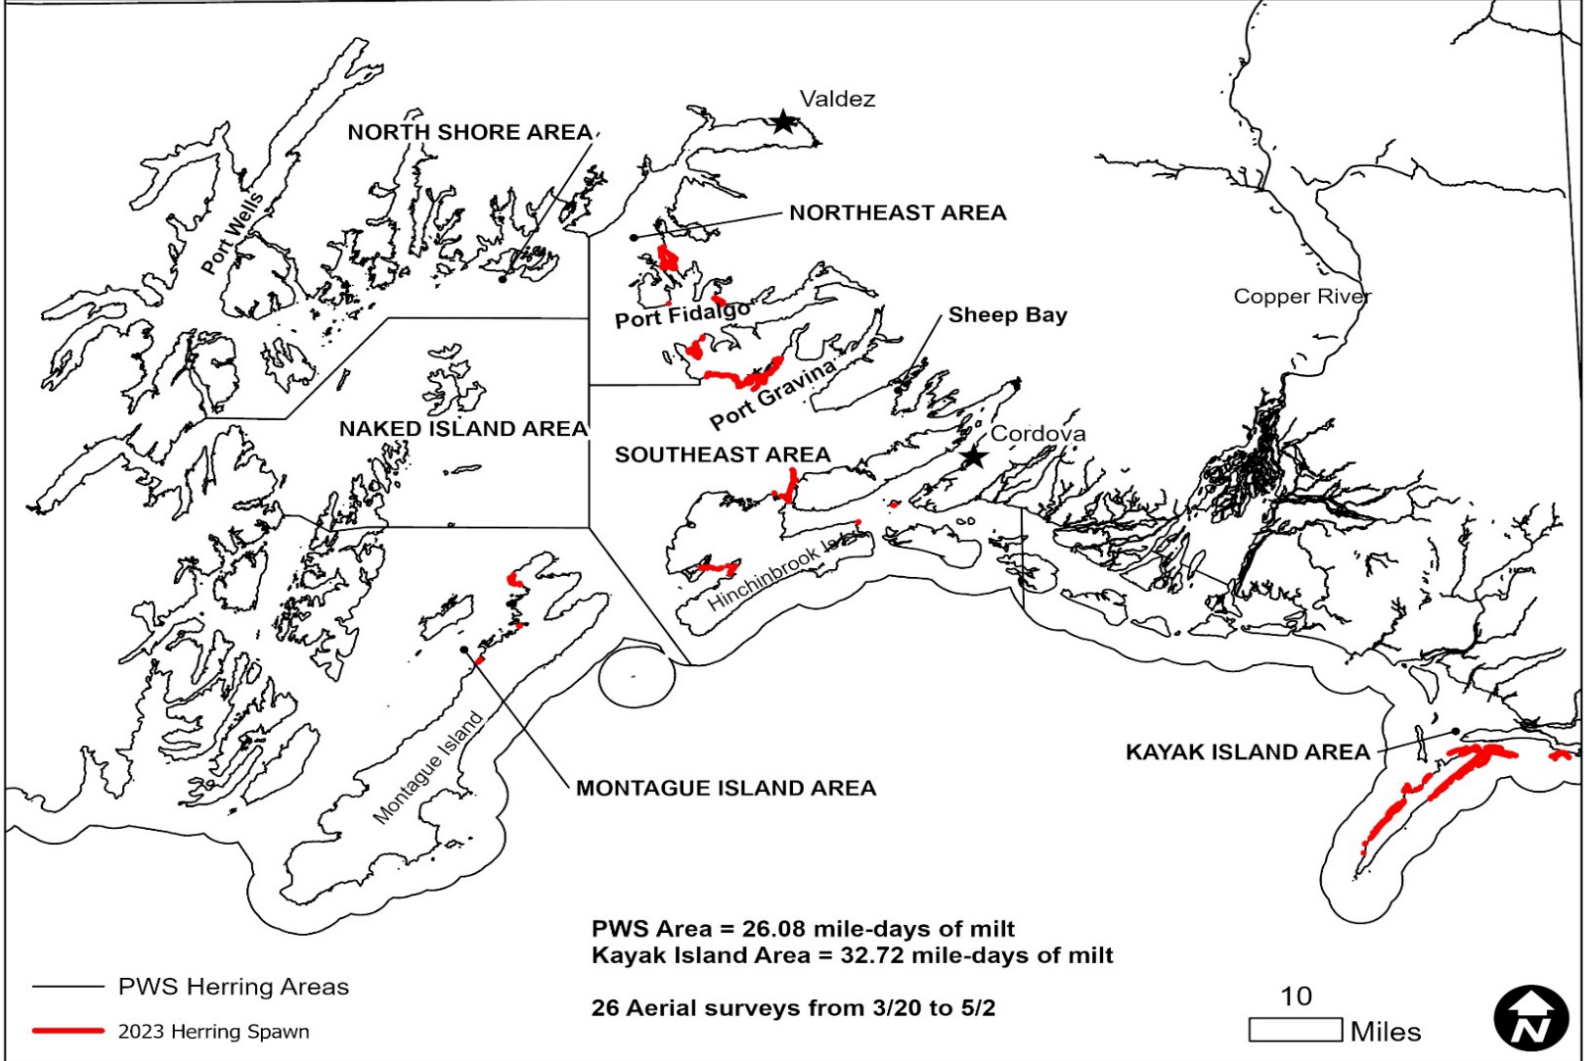 Valdez
NORTH SHORE AREA
Port Wells
NORTHEAST AREA
Copper River
Port Fidalgo
Sheep Bay
Port Gravina
NAKED ISLAND AREA
Cordova
SOUTHEAST AREA
Hinchinbrook
Montague Island
KAYAK ISLAND AREA
MONTAGUE ISLAND AREA
PWS Area = 26.08 mile-days of milt
Kayak Island Area = 32.72 mile-days of milt
26 Aerial surveys from 3/20 to 5/2
PWS Herring Areas
2023 Herring Spawn
10
Miles
N